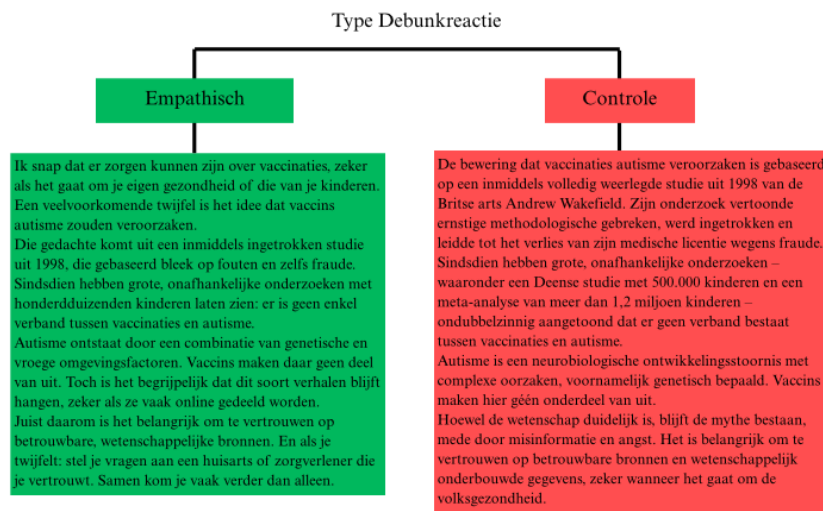 Type Debunkreactie
Empathisch
Ik snap dat er zorgen kunnen zijn over vaccinaties, zeker
als het gaat om je eigen gezondheid of die van je kinderen.
Een veelvoorkomende twijfel is het idee dat vaccins
autisme zouden veroorzaken.
Die gedachte komt uit een inmiddels ingetrokken studie
uit 1998, die gebaseerd bleek op fouten en zelfs fraude.
Sindsdien hebben grote, onafhankelijke onderzoeken met
honderdduizenden kinderen laten zien: er is geen enkel
verband tussen vaccinaties en autisme.
Autisme ontstaat door een combinatie van genetische en
vroege omgevingsfactoren. Vaccins maken daar geen deel
van uit. Toch is het begrijpelijk dat dit soort verhalen blijft
hangen, zeker als ze vaak online gedeeld worden.
Juist daarom is het belangrijk om te vertrouwen op
betrouwbare, wetenschappelijke bronnen. En als je
twijfelt: stel je vragen aan een huisarts of zorgverlener die
je vertrouwt. Samen kom je vaak verder dan alleen.
Controle
De bewering dat vaccinaties autisme veroorzaken is gebaseerd
op een inmiddels volledig weerlegde studie uit 1998 van de
Britse arts Andrew Wakefield. Zijn onderzoek vertoonde
ernstige methodologische gebreken, werd ingetrokken en
leidde tot het verlies van zijn medische licentie wegens fraude.
Sindsdien hebben grote, onafhankelijke onderzoeken –
waaronder een Deense studie met 500.000 kinderen en een
meta-analyse van meer dan 1,2 miljoen kinderen –
ondubbelzinnig aangetoond dat er geen verband bestaat
tussen vaccinaties en autisme.
Autisme is een neurobiologische ontwikkelingsstoornis met
complexe oorzaken, voornamelijk genetisch bepaald. Vaccins
maken hier géén onderdeel van uit.
Hoewel de wetenschap duidelijk is, blijft de mythe bestaan,
mede door misinformatie en angst. Het is belangrijk om te
vertrouwen op betrouwbare bronnen en wetenschappelijk
onderbouwde gegevens, zeker wanneer het gaat om de
volksgezondheid.